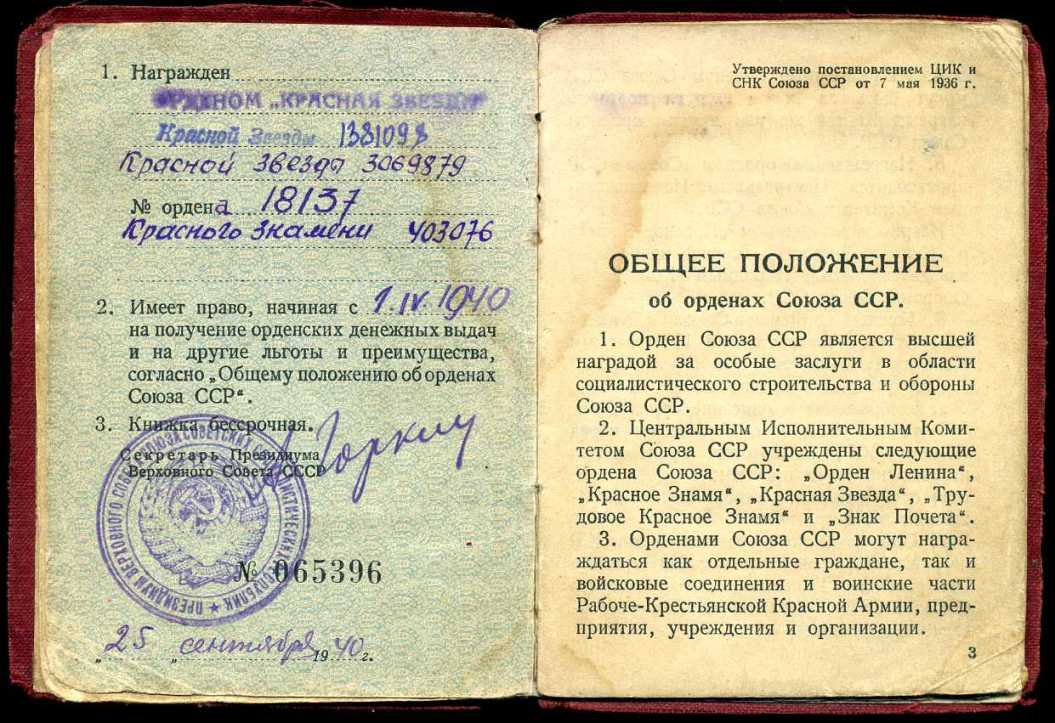 1. Награжден
ОРДЕНОМ „КРАСНАЯ ЗВЕЗДА"
Красной Звезды 1381098
Красной Звезда 3069879
№ ордена 18137
Красного Знамени 403076
2. Имеет право, начиная с 1.IV 1940
на получение орденских денежных выдач
и на другие льготы и преимущества,
согласно „Общему положению об орденах
Союза ССР“.
3. Книжка бессрочная.
Секретарь Президиума
Верховного Совета СССР
А Горкин
№ 065396
„25„ сентября 1940 г.
Утверждено постановлением ЦИК и
СНК Союза ССР от 7 мая 1936 г.
ОБЩЕЕ ПОЛОЖЕНИЕ
об орденах Союза ССР.
1. Орден Союза ССР является высшей
наградой за особые заслуги в области
социалистического строительства и обороны
Союза ССР.
2. Центральным Исполнительным Коми-
тетом Союза ССР учреждены следующие
ордена Союза ССР: „Орден Ленина“,
„Красное Знамя“, „Красная Звезда“, „Тру-
довое Красное Знамя“ и „Знак Почета“.
3. Орденами Союза ССР могут награ-
ждаться как отдельные граждане, так и
войсковые соединения и воинские части
Рабоче-Крестьянской Красной Армии, пред-
приятия, учреждения и организации.
3